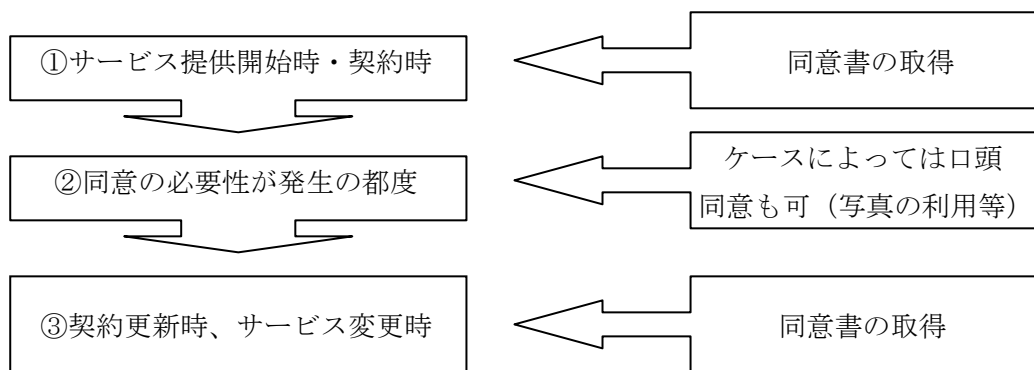 ①サービス提供開始時・契約時
同意書の取得
②同意の必要性が発生の都度
ケースによっては口頭
同意も可（写真の利用等）
③契約更新時、サービス変更時
同意書の取得